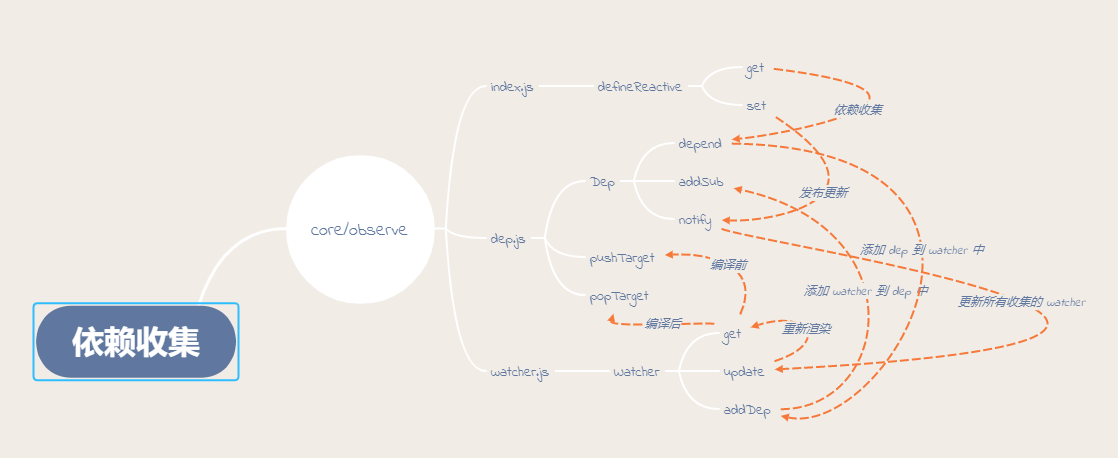 get
index.js
defineReactive
set
依赖收集
depend
Dep
addSub
发布更新
notify
core/observe
dep.js
添加 dep 到 watcher 中
pushTarget
编译前
添加 watcher 到 dep 中
popTarget
更新所有收集的 watcher
编译后
重新渲染
get
依赖收集
watcher.js
Watcher
update
addDep